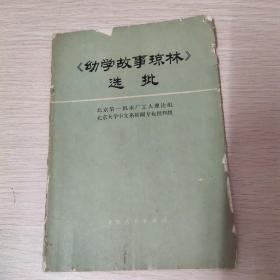 《幼学故事琼林》
选批
北京第一机床厂工人理论组
北京大学中文系新闻专业批判组